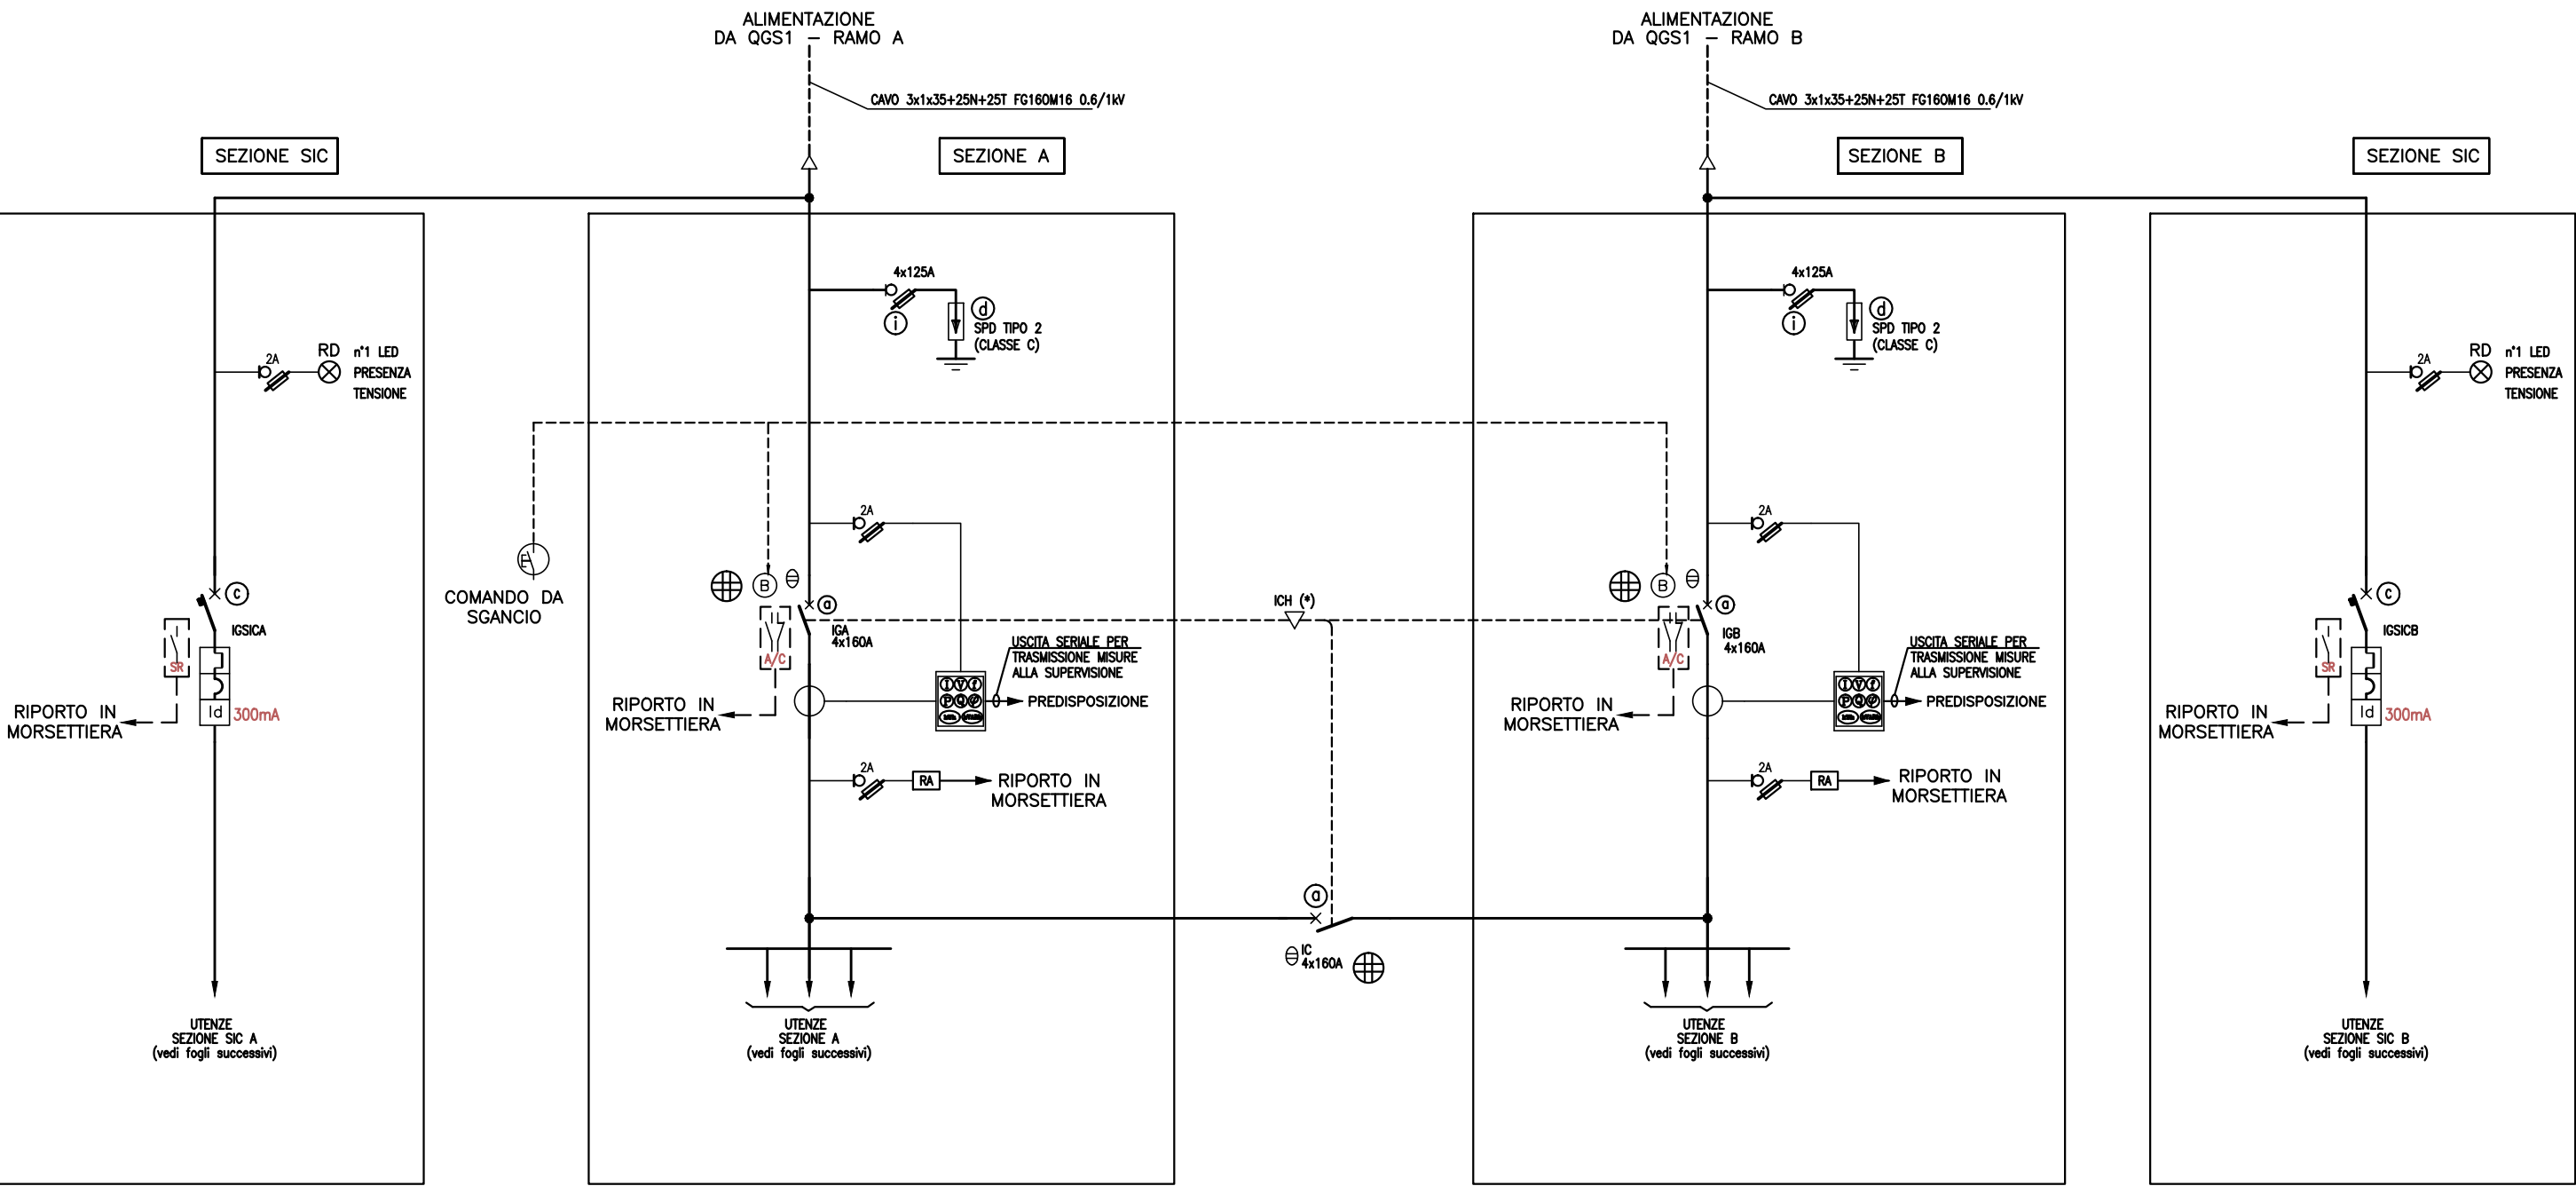 ALIMENTAZIONE
DA QGS1 – RAMO A
CAVO 3x1x35+25N+25T FG16OM16 0.6/1kV
ALIMENTAZIONE
DA QGS1 – RAMO B
CAVO 3x1x35+25N+25T FG16OM16 0.6/1kV
SEZIONE SIC
SEZIONE A
SEZIONE B
SEZIONE SIC
2A
RD
n°1 LED
PRESENZA
TENSIONE
c
IGSICA
SR
Id
300mA
RIPORTO IN
MORSETTIERA
UTENZE
SEZIONE SIC A
(vedi fogli successivi)
COMANDO DA
SGANCIO
4x125A
i
d
SPD TIPO 2
(CLASSE C)
2A
B
a
IGA
4x160A
A/C
RIPORTO IN
MORSETTIERA
I V f
P Q
USCITA SERIALE PER
TRASMISSIONE MISURE
ALLA SUPERVISIONE
PREDISPOSIZIONE
2A
RA
RIPORTO IN
MORSETTIERA
UTENZE
SEZIONE A
(vedi fogli successivi)
ICH (*)
a
IC
4x160A
4x125A
i
d
SPD TIPO 2
(CLASSE C)
2A
B
a
IGB
4x160A
A/C
RIPORTO IN
MORSETTIERA
I V f
P Q
USCITA SERIALE PER
TRASMISSIONE MISURE
ALLA SUPERVISIONE
PREDISPOSIZIONE
2A
RA
RIPORTO IN
MORSETTIERA
UTENZE
SEZIONE B
(vedi fogli successivi)
2A
RD
n°1 LED
PRESENZA
TENSIONE
c
IGSICB
SR
Id
300mA
RIPORTO IN
MORSETTIERA
UTENZE
SEZIONE SIC B
(vedi fogli successivi)